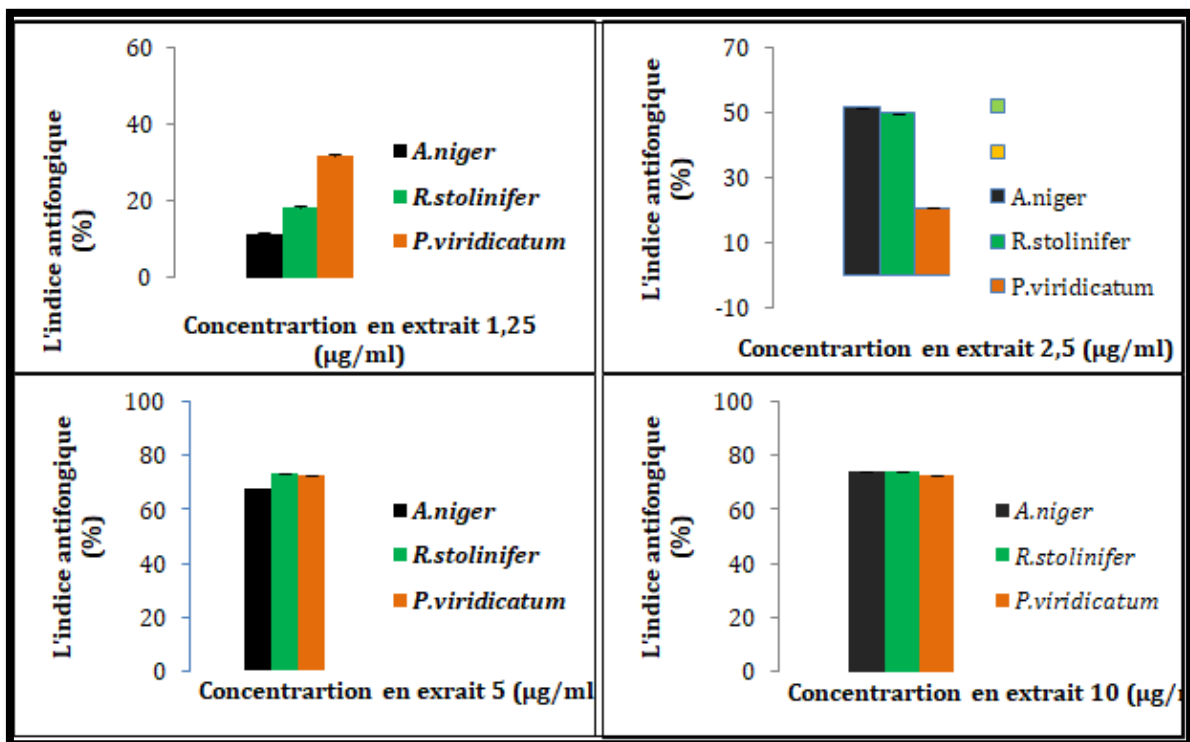 L'indice antifongique
(%)
60
40
20
0
A.niger
R.stolinifer
P.viridicatum
Concentrartion en extrait 1,25
(µg/ml)
L'indice antifongique
(%)
70
50
30
10
-10
A.niger
R.stolinifer
P.viridicatum
Concentrartion en extrait 2,5 (µg/ml)
L'indice antifongique
(%)
100
80
60
40
20
0
A.niger
R.stolinifer
P.viridicatum
Concentrartion en exrait 5 (µg/ml
L'indice antifongique
(%)
100
80
60
40
20
0
A.niger
R.stolinifer
P.viridicatum
Concentrartion en extrait 10 (µg/